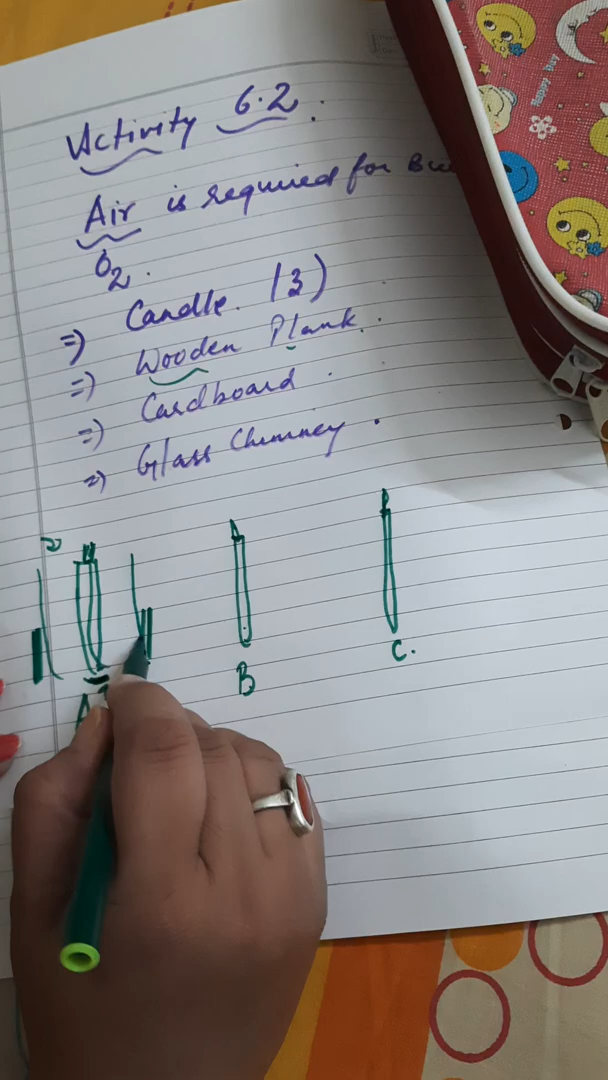 Activity 6.2
Air is required for Bu
O2.
⇒ Candle. (3)
⇒ Wooden Plank.
⇒ Cardboard.
⇒ Glass Chimney.
A
B
C.